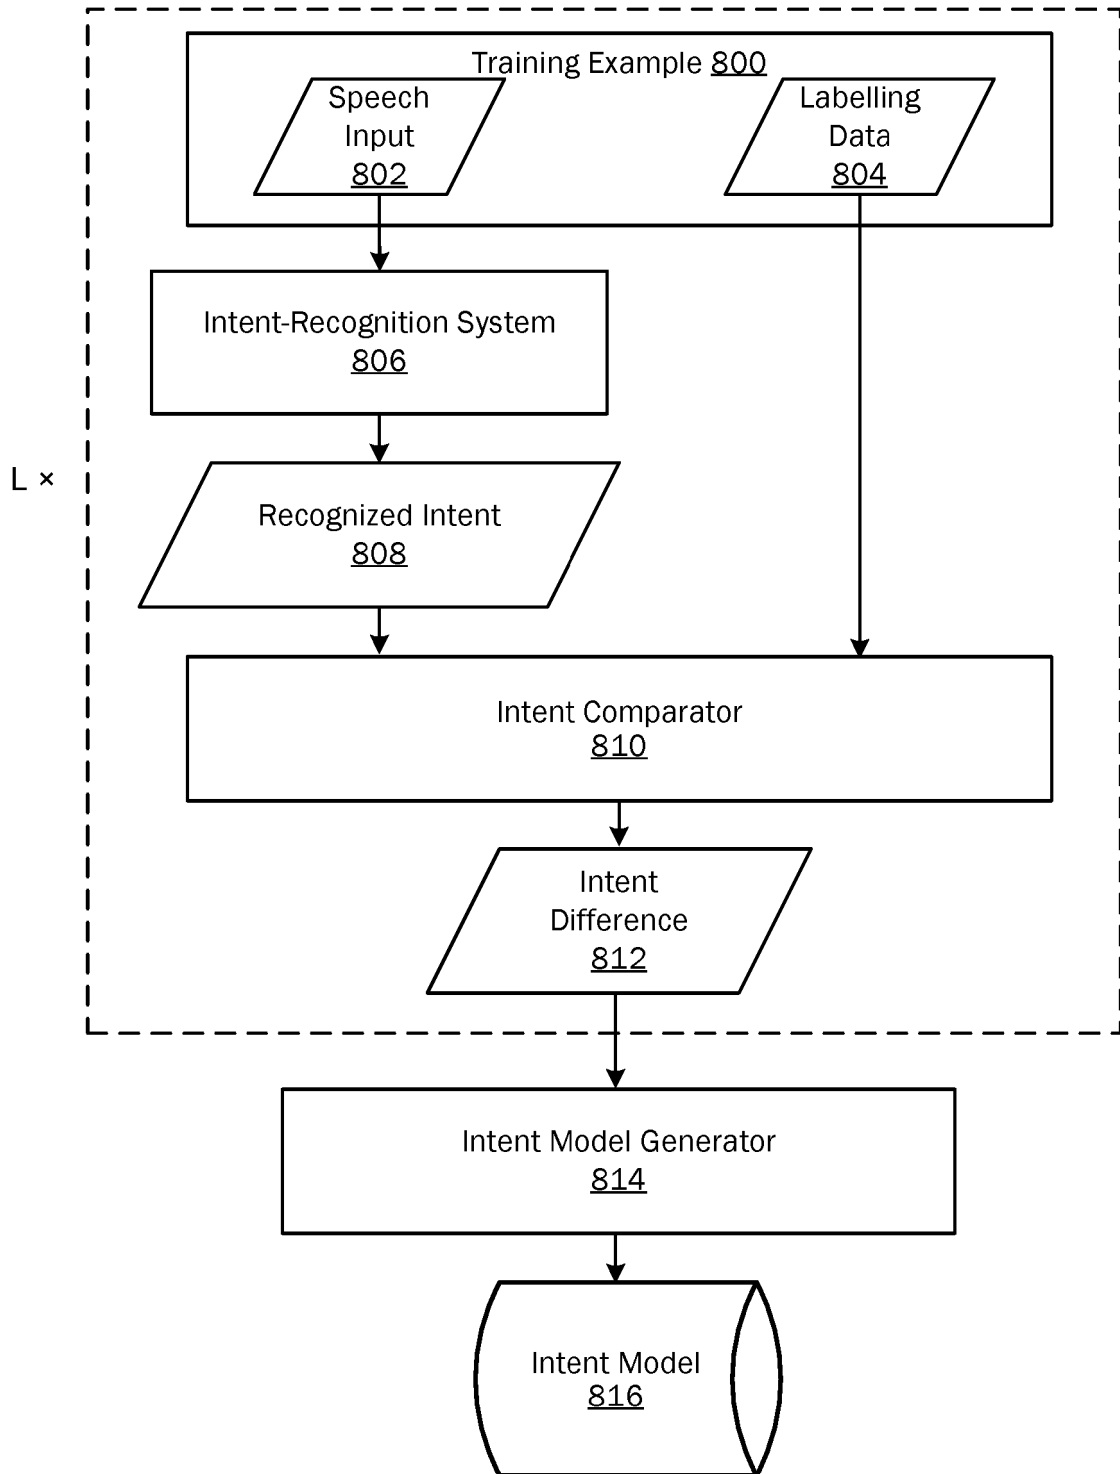 Training Example 800
Speech
Input
802
Labelling
Data
804
Intent-Recognition System
806
L ×
Recognized Intent
808
Intent Comparator
810
Intent
Difference
812
Intent Model Generator
814
Intent Model
816